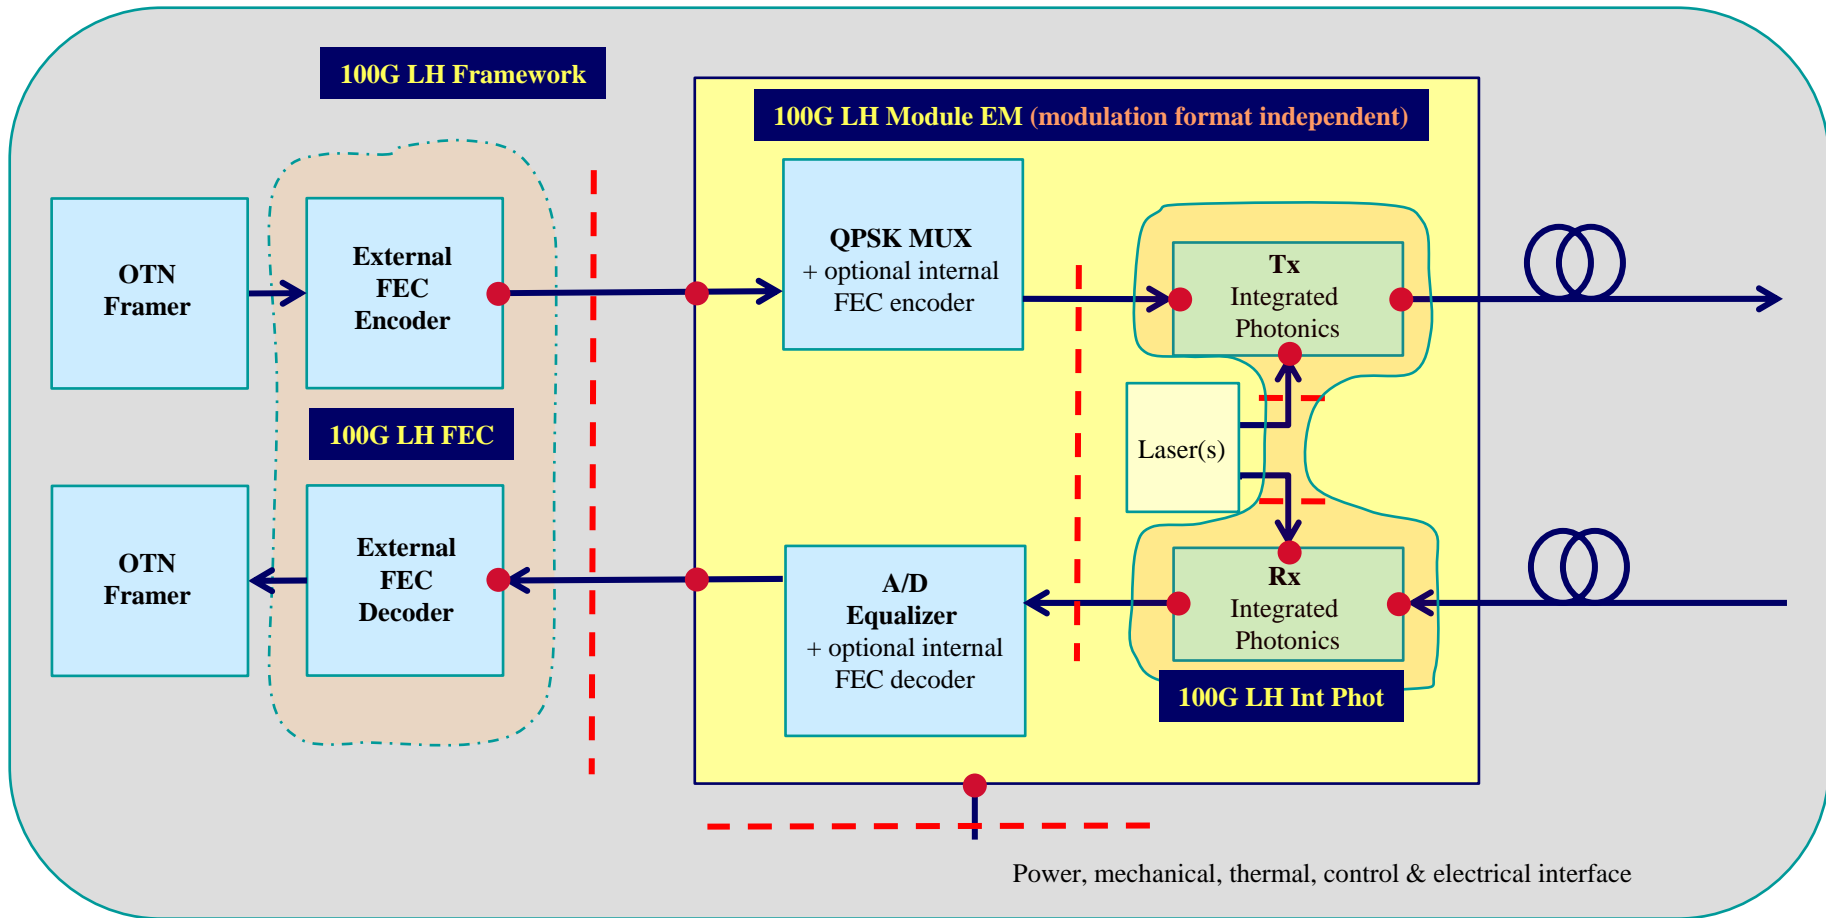 100G LH Framework
100G LH Module EM (modulation format independent)
OTN
Framer
External
FEC
Encoder
QPSK MUX
+ optional internal
FEC encoder
Tx
Integrated
Photonics
100G LH FEC
Laser(s)
OTN
Framer
External
FEC
Decoder
A/D
Equalizer
+ optional internal
FEC decoder
Rx
Integrated
Photonics
100G LH Int Phot
Power, mechanical, thermal, control & electrical interface